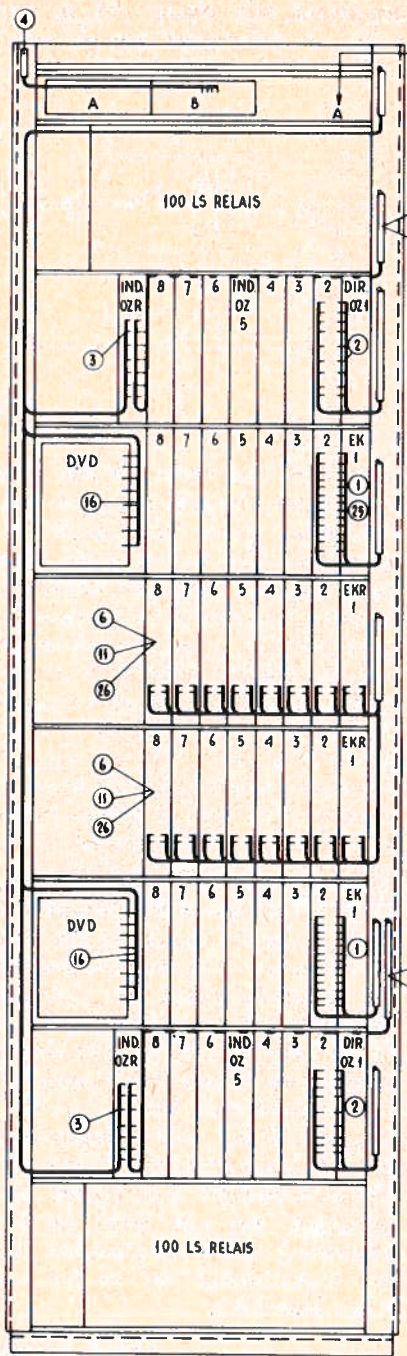 4
A B A
100 LS RELAIS
IND. OZR 8 7 6 IND OZ 5 4 3 2 DIR. OZ 1
3 2
8 7 6 5 4 3 2 EK 1
DVD
16 1
25
8 7 6 5 4 3 2 EKR 1
6
11
26
8 7 6 5 4 3 2 EKR 1
6
11
26
8 7 6 5 4 3 2 EK 1
DVD
16 1
IND OZR 8 7 6 IND OZ 5 4 3 2 DIR OZ 1
3 2
100 LS. RELAIS